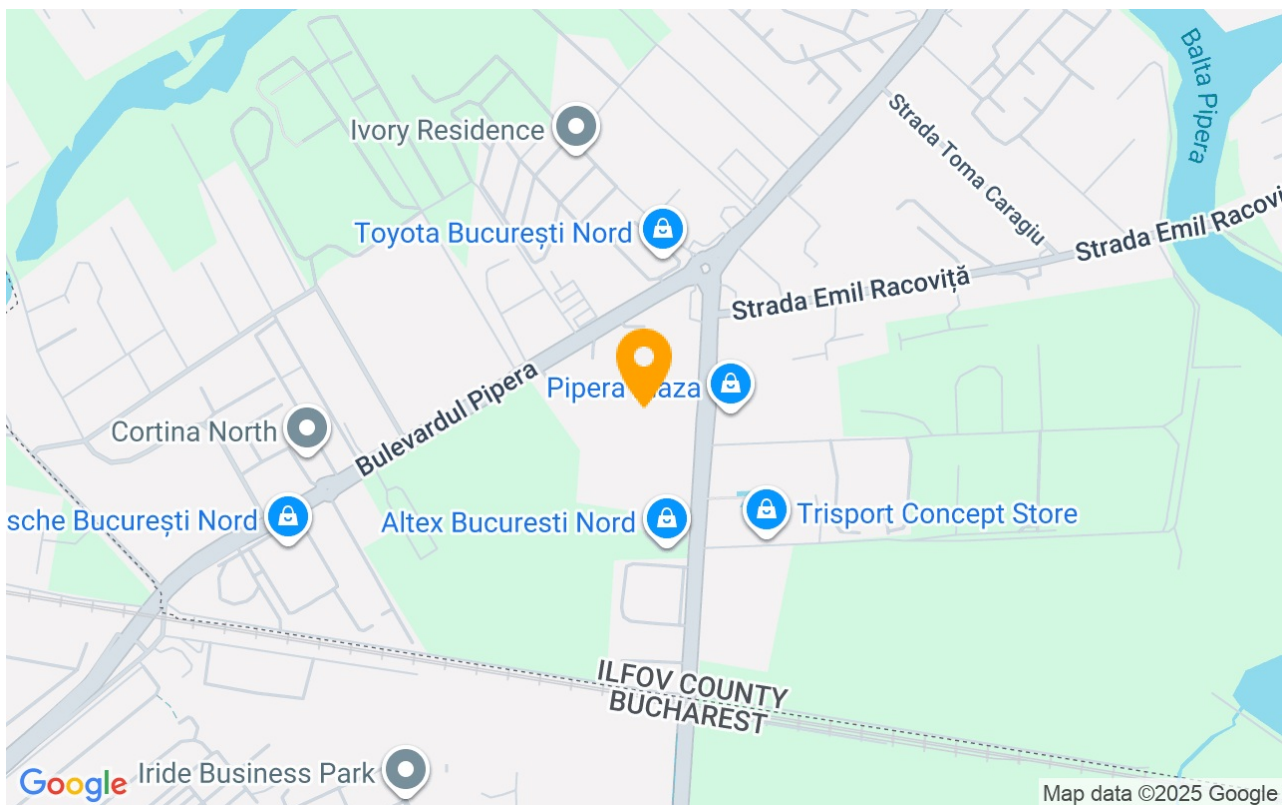 Balta Pipera
Ivory Residence
Strada Toma Caragiu
Toyota București Nord
Strada Emil Racovi
Strada Emil Racoviță
Bulevardul Pipera
Pipera
aza
Cortina North
sche București Nord
Altex Bucuresti Nord
Trisport Concept Store
ILFOV COUNTY
BUCHAREST
Iride Business Park
Google
Map data ©2025 Google